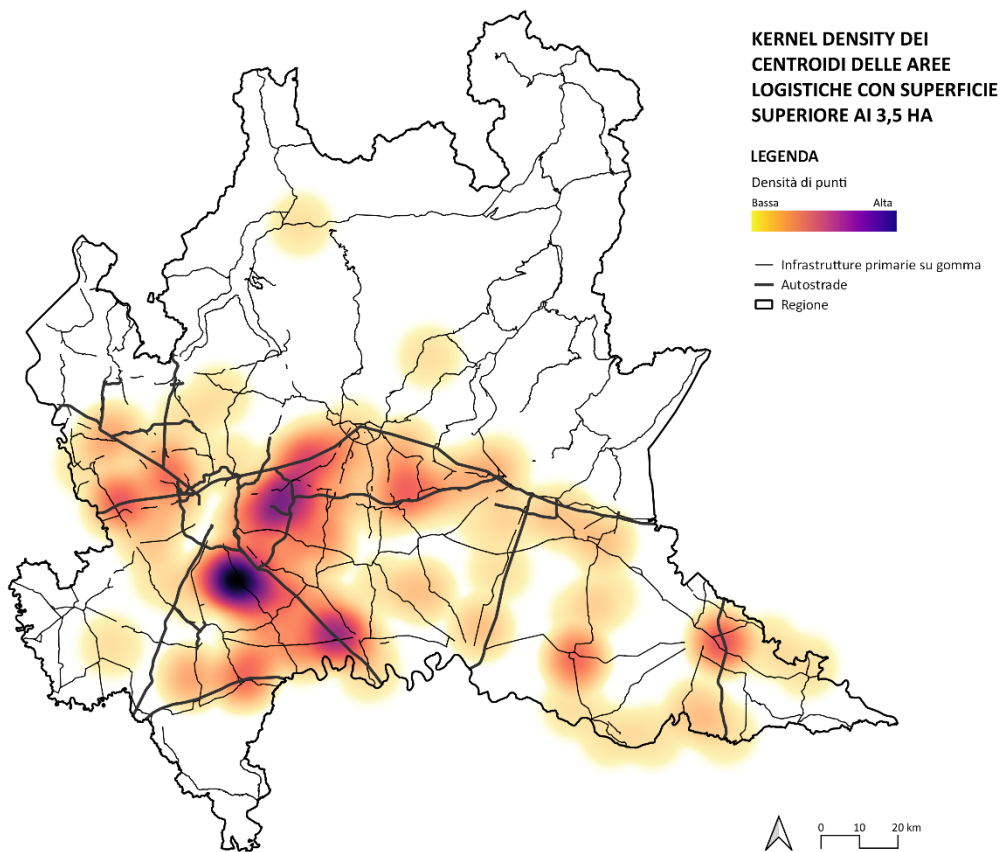 KERNEL DENSITY DEI
CENTROIDI DELLE AREE
LOGISTICHE CON SUPERFICIE
SUPERIORE AI 3,5 HA
LEGENDA
Densità di punti
Bassa Alta
Infrastrutture primarie su gomma
Autostrade
Regione
0 10 20 km